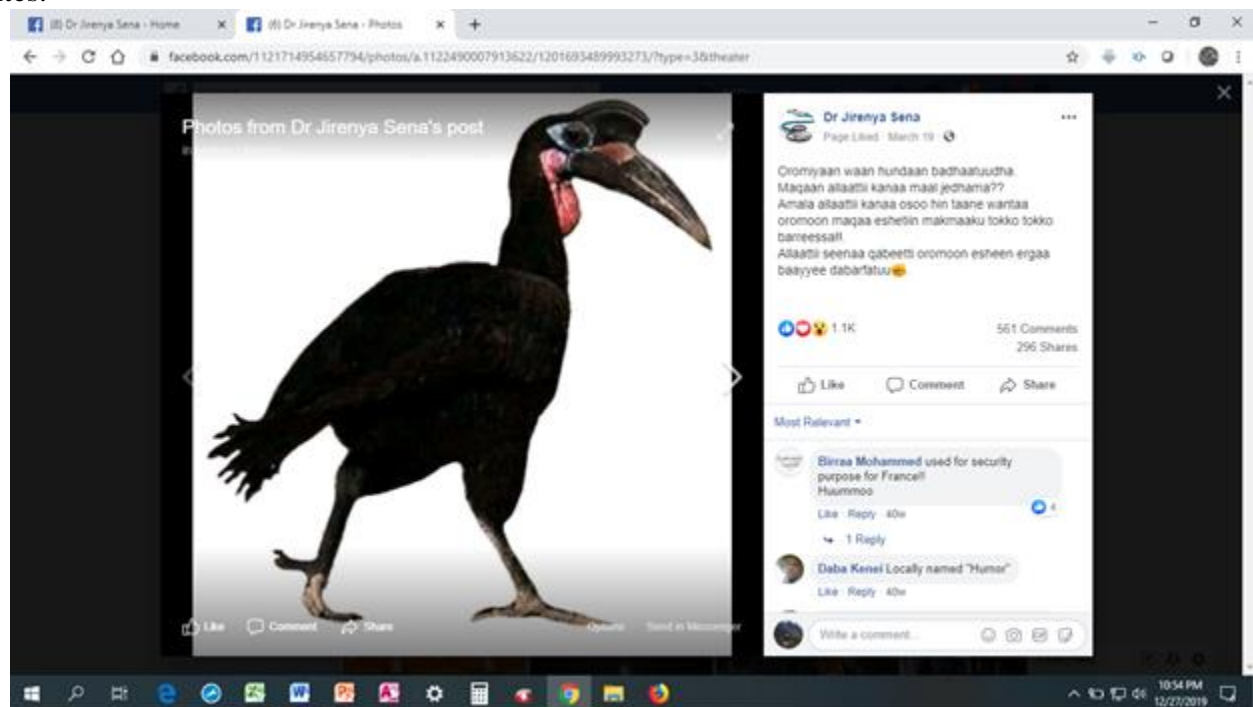 (8) Dr Jirenya Sena - Home
(8) Dr Jirenya Sena - Photos
facebook.com/1121714954657794/photos/a.1122490007913622/1201693489993273/?type=3&theater
Photos from Dr Jirenya Sena's post
Dr Jirenya Sena
Page Liked · March 19
Oromiyaan waan hundaan badhaatuudha.
Maqaan allaattii kanaa maal jedhama??
Amala allaattii kanaa osoo hin taane wantaa
oromoon maqaa eshetiin makmaaku tokko tokko
barreessa!!.
Allaattii seenaa qabeetti oromoon esheen ergaa
baayyee dabarfatuu
1.1K
561 Comments
296 Shares
Like Comment Share
Most Relevant
Birraa Mohammed used for security
purpose for France!!
Huummoo
4
Like · Reply · 40w
1 Reply
Daba Kenei Locally named "Humor"
Like · Reply · 40w
Write a comment...
Like Comment Share
Options Send in Messenger
10:54 PM
12/27/2019